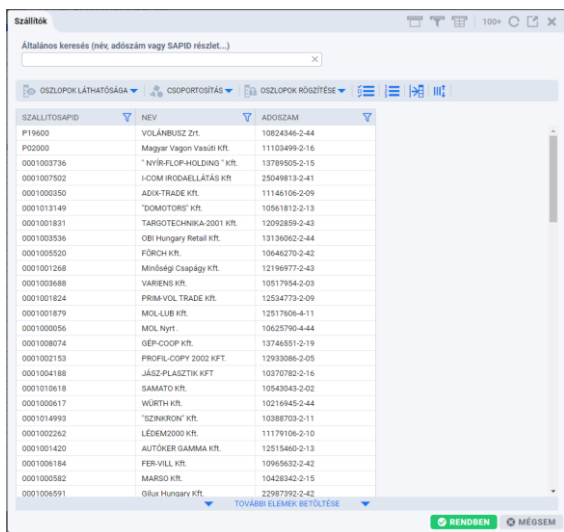 Szállítók
100+
Általános keresés (név, adószám vagy SAPID részlet...)
OSZLOPOK LÁTHATÓSÁGA CSOPORTOSÍTÁS OSZLOPOK RÖGZÍTÉSE
SZALLITOSAPID NEV ADOSZAM
P19600 VOLÁNBUSZ Zrt. 10824346-2-44
P02000 Magyar Vagon Vasúti Kft. 11103499-2-16
0001003736 " NYÍR-FLOP-HOLDING " Kft. 13789505-2-15
0001007502 I-COM IRODAELLÁTÁS Kft 25049813-2-41
0001000350 ADIX-TRADE Kft. 11146106-2-09
0001013149 "DOMOTORS" Kft. 10561812-2-13
0001001831 TARGOTECHNIKA-2001 Kft. 12092859-2-43
0001003536 OBI Hungary Retail Kft. 13136062-2-44
0001005520 FÖRCH Kft. 10646270-2-42
0001001268 Minőségi Csapágy Kft. 12196977-2-43
0001003688 VARIENS Kft. 10517954-2-03
0001001824 PRIM-VOL TRADE Kft. 12534773-2-09
0001001879 MOL-LUB Kft. 12517606-4-11
0001000056 MOL Nyrt . 10625790-4-44
0001008074 GÉP-COOP Kft. 13746551-2-19
0001002153 PROFIL-COPY 2002 KFT. 12933086-2-05
0001004188 JÁSZ-PLASZTIK KFT 10370782-2-16
0001010618 SAMATO Kft. 10543043-2-02
0001000617 WÜRTH Kft. 10216945-2-44
0001014993 "SZINKRON" Kft. 10388703-2-11
0001002262 LÉDEM2000 Kft. 11179106-2-10
0001001420 AUTÓKER GAMMA Kft. 12515460-2-13
0001006184 FER-VILL Kft. 10965632-2-42
0001000582 MARSO Kft. 10428342-2-15
0001006591 Gilux Hungary Kft. 22987392-2-42
TOVÁBBI ELEMEK BETÖLTÉSE
RENDBEN MÉGSEM